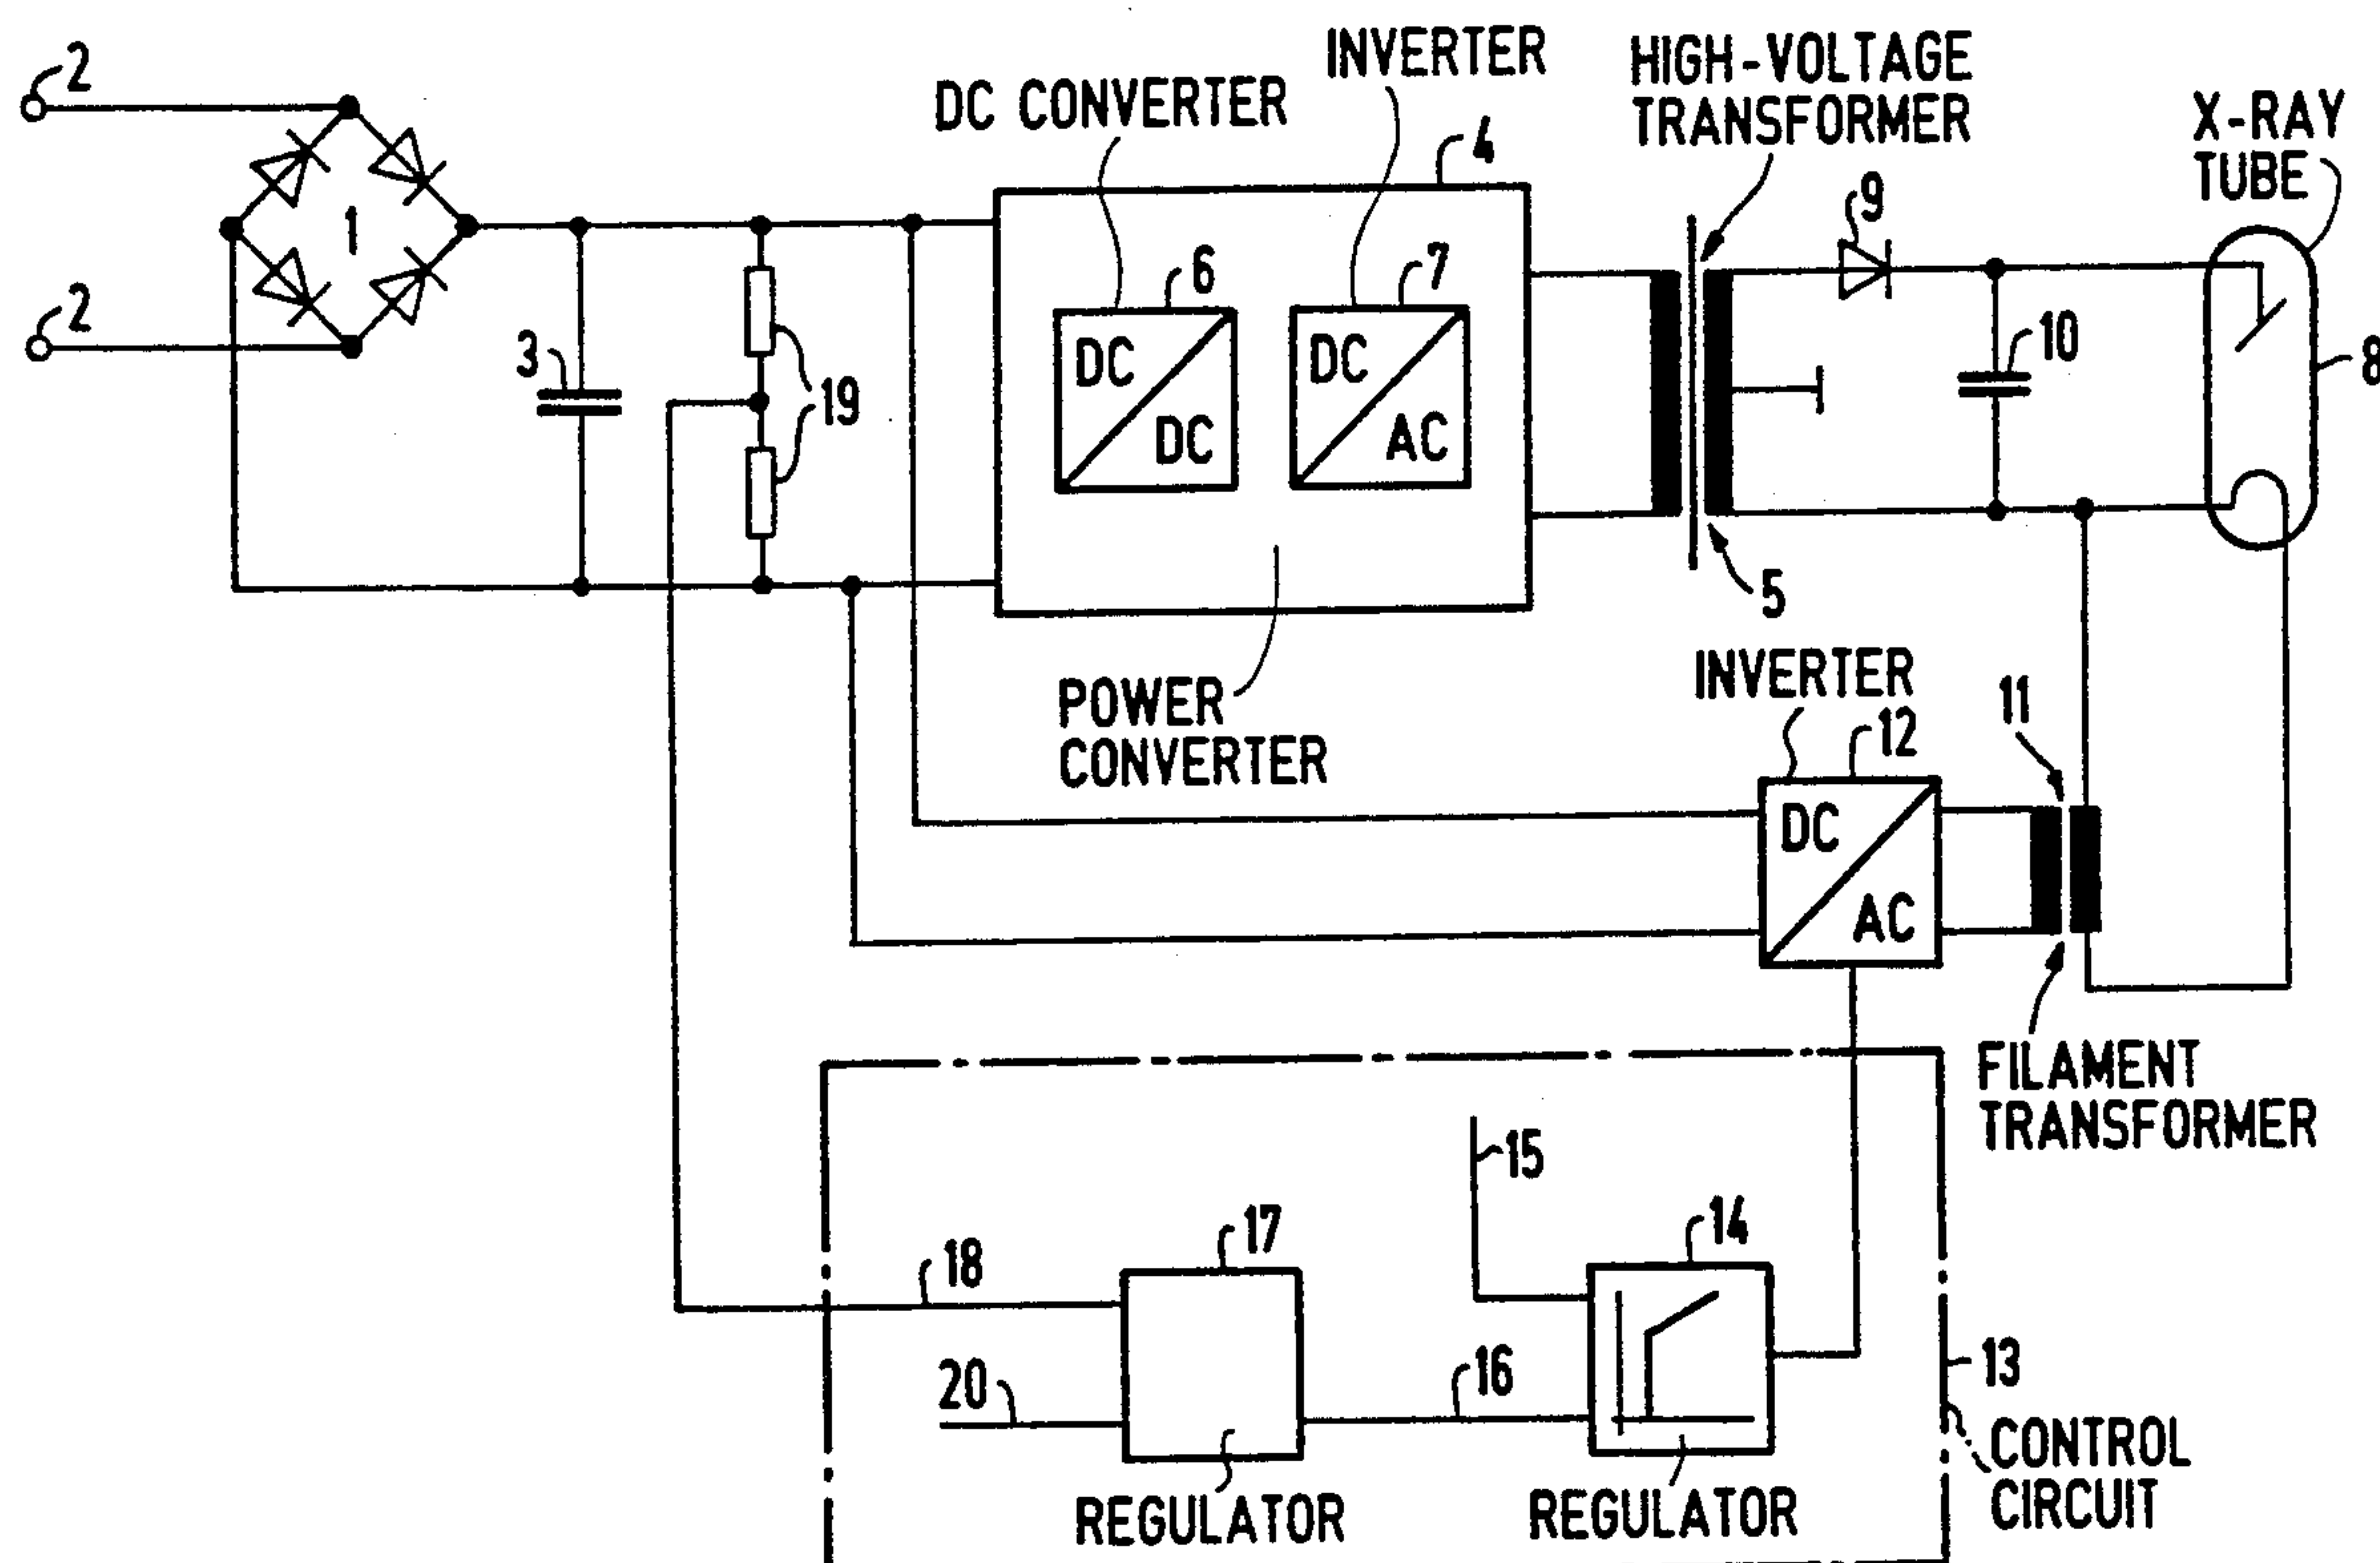 2
2
1
3
19
DC CONVERTER
INVERTER
4
6
DC
DC
7
DC
AC
POWER
CONVERTER
HIGH-VOLTAGE
TRANSFORMER
5
9
10
X-RAY
TUBE
8
INVERTER
12
DC
AC
11
FILAMENT
TRANSFORMER
15
14
17
18
20
16
13
REGULATOR
REGULATOR
CONTROL
CIRCUIT